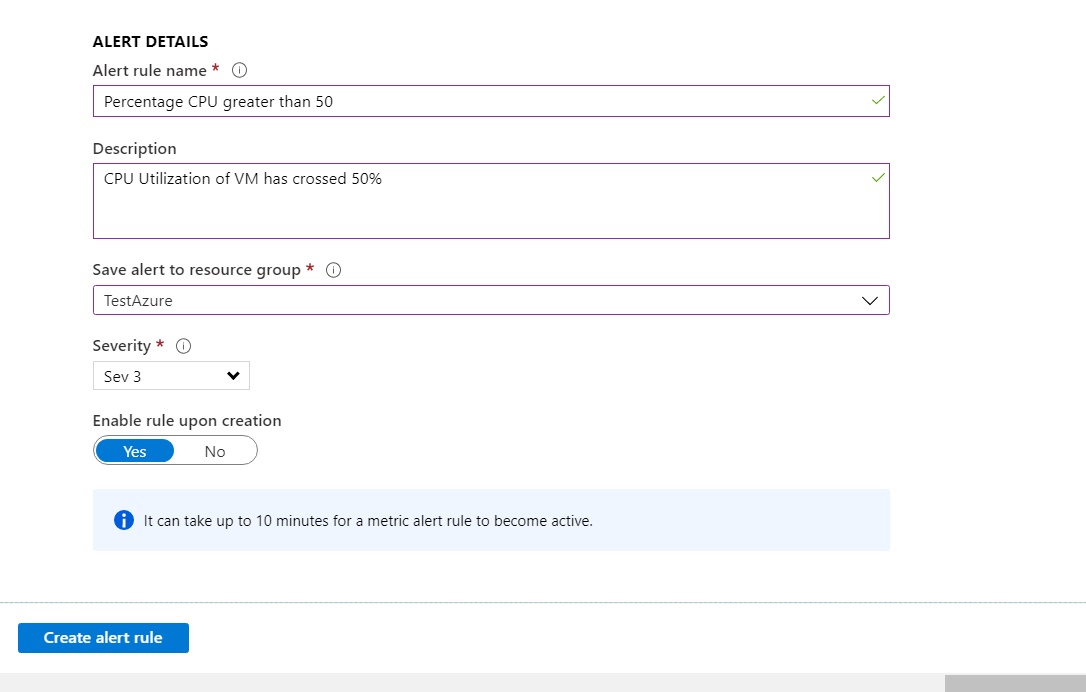 ALERT DETAILS
Alert rule name *
Percentage CPU greater than 50
Description
CPU Utilization of VM has crossed 50%
Save alert to resource group *
TestAzure
Severity *
Sev 3
Enable rule upon creation
Yes No
It can take up to 10 minutes for a metric alert rule to become active.
Create alert rule